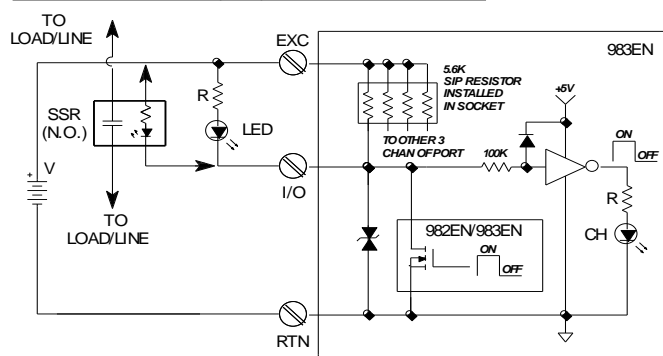 TO
LOAD/LINE
EXC
983EN
5.6K
SIP RESISTOR
INSTALLED
IN SOCKET
+5V
SSR
(N.O.)
R
LED
TO OTHER 3
CHAN OF PORT
100K
ON
OFF
+
V
I/O
R
TO
LOAD/LINE
982EN/983EN
ON
OFF
CH
RTN